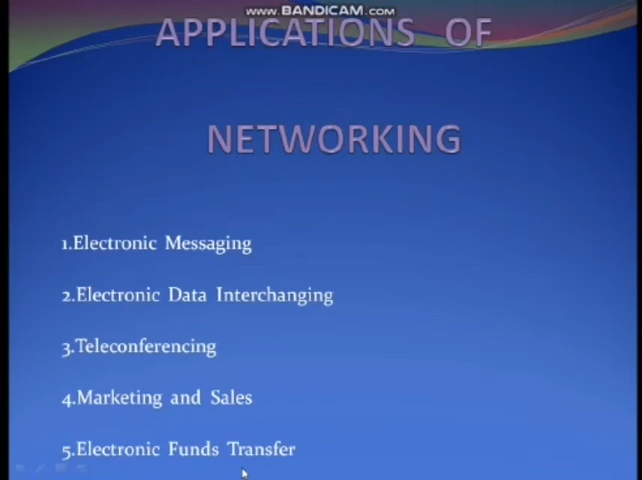 WWW.BANDICAM.COM
APPLICATIONS OF
NETWORKING
1.Electronic Messaging
2.Electronic Data Interchanging
3.Teleconferencing
4.Marketing and Sales
5.Electronic Funds Transfer